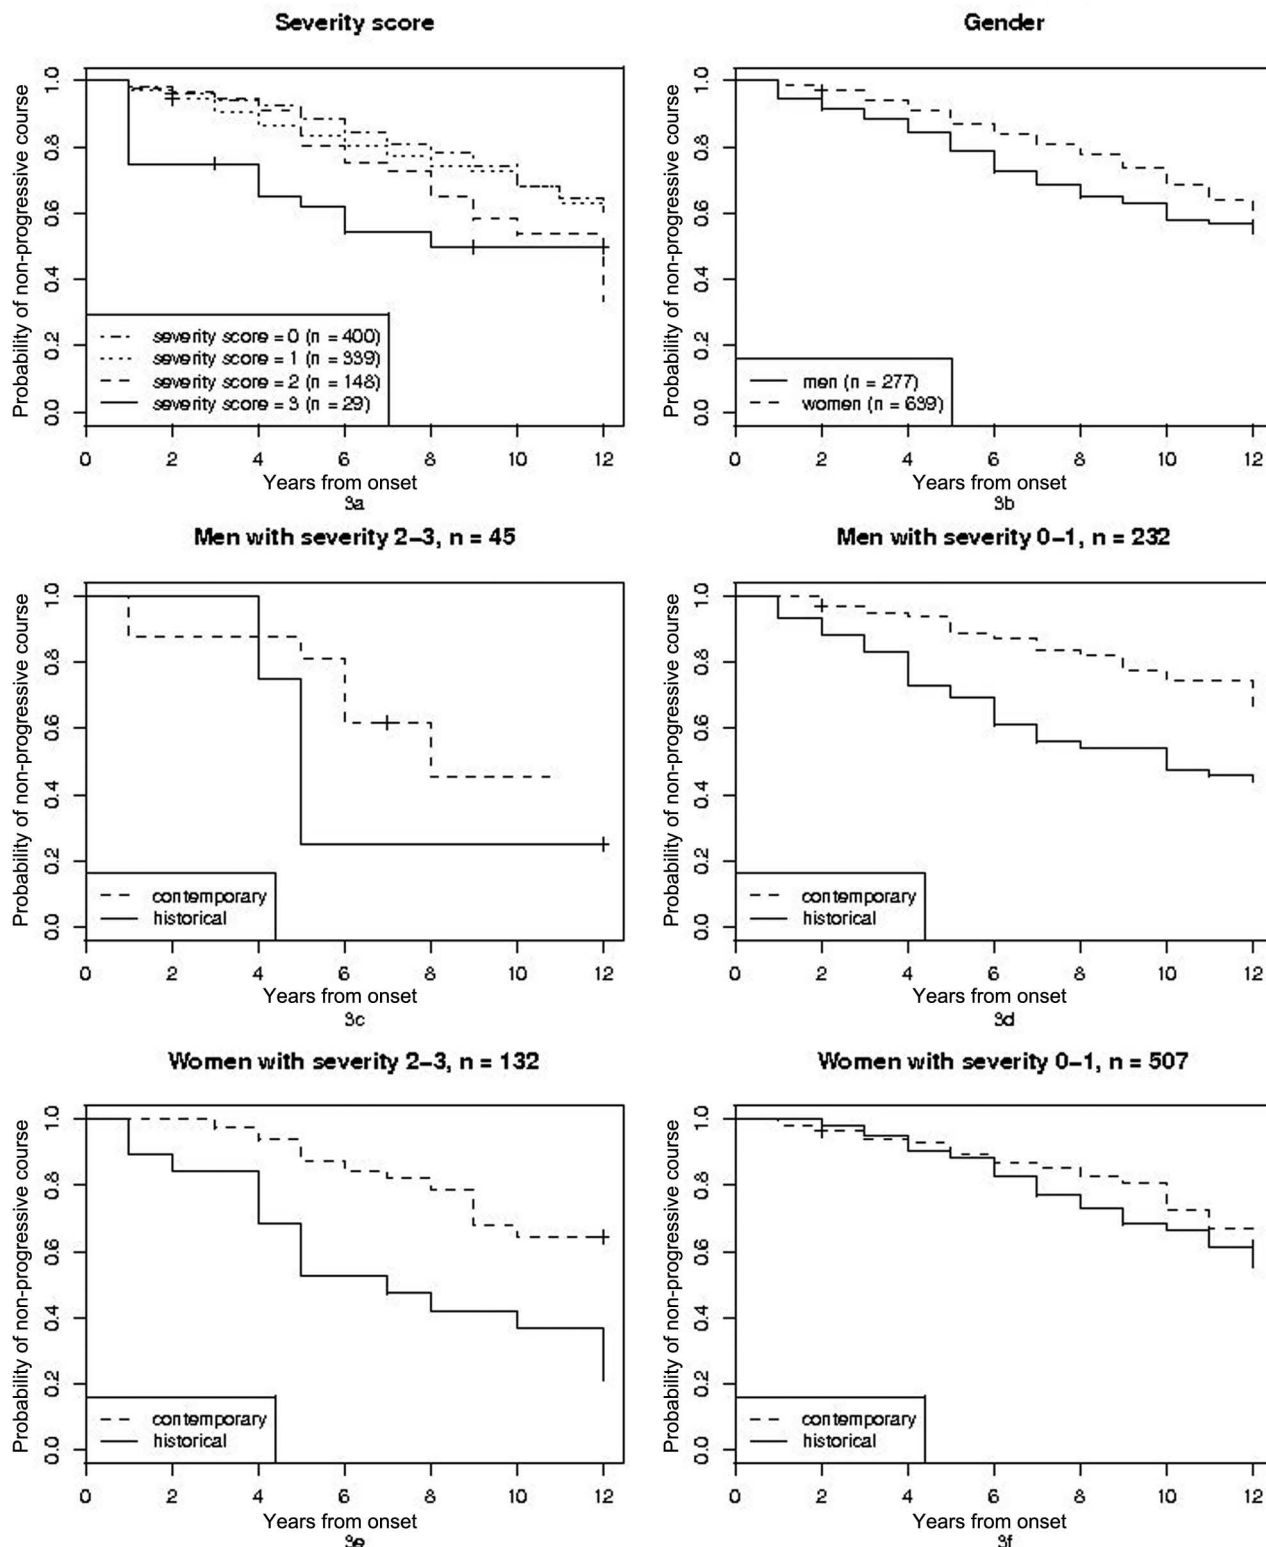 Severity score
Probability of non-progressive course
1.0
0.8
0.6
0.4
0.2
0.0
severity score = 0 (n = 400)
severity score = 1 (n = 339)
severity score = 2 (n = 148)
severity score = 3 (n = 29)
0 2 4 6 8 10 12
Years from onset
3a
Gender
Probability of non-progressive course
1.0
0.8
0.6
0.4
0.2
0.0
men (n = 277)
women (n = 639)
0 2 4 6 8 10 12
Years from onset
3b
Men with severity 2–3, n = 45
Probability of non-progressive course
1.0
0.8
0.6
0.4
0.2
0.0
contemporary
historical
0 2 4 6 8 10 12
Years from onset
3c
Men with severity 0–1, n = 232
Probability of non-progressive course
1.0
0.8
0.6
0.4
0.2
0.0
contemporary
historical
0 2 4 6 8 10 12
Years from onset
3d
Women with severity 2–3, n = 132
Probability of non-progressive course
1.0
0.8
0.6
0.4
0.2
0.0
contemporary
historical
0 2 4 6 8 10 12
Years from onset
3e
Women with severity 0–1, n = 507
Probability of non-progressive course
1.0
0.8
0.6
0.4
0.2
0.0
contemporary
historical
0 2 4 6 8 10 12
Years from onset
3f